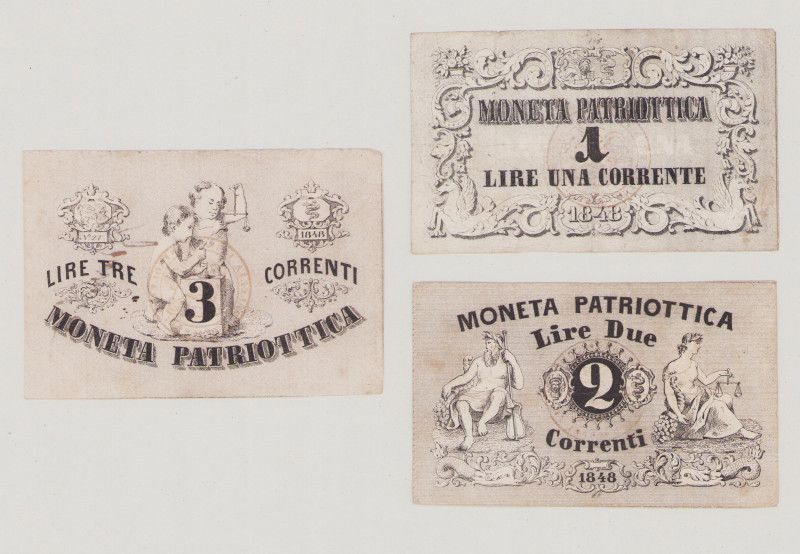 1848
LIRE TRE CORRENTI
3
MONETA PATRIOTTICA
MONETA PATRIOTTICA
1
LIRE UNA CORRENTE
1848
MONETA PATRIOTTICA
Lire Due
2
Correnti
1848